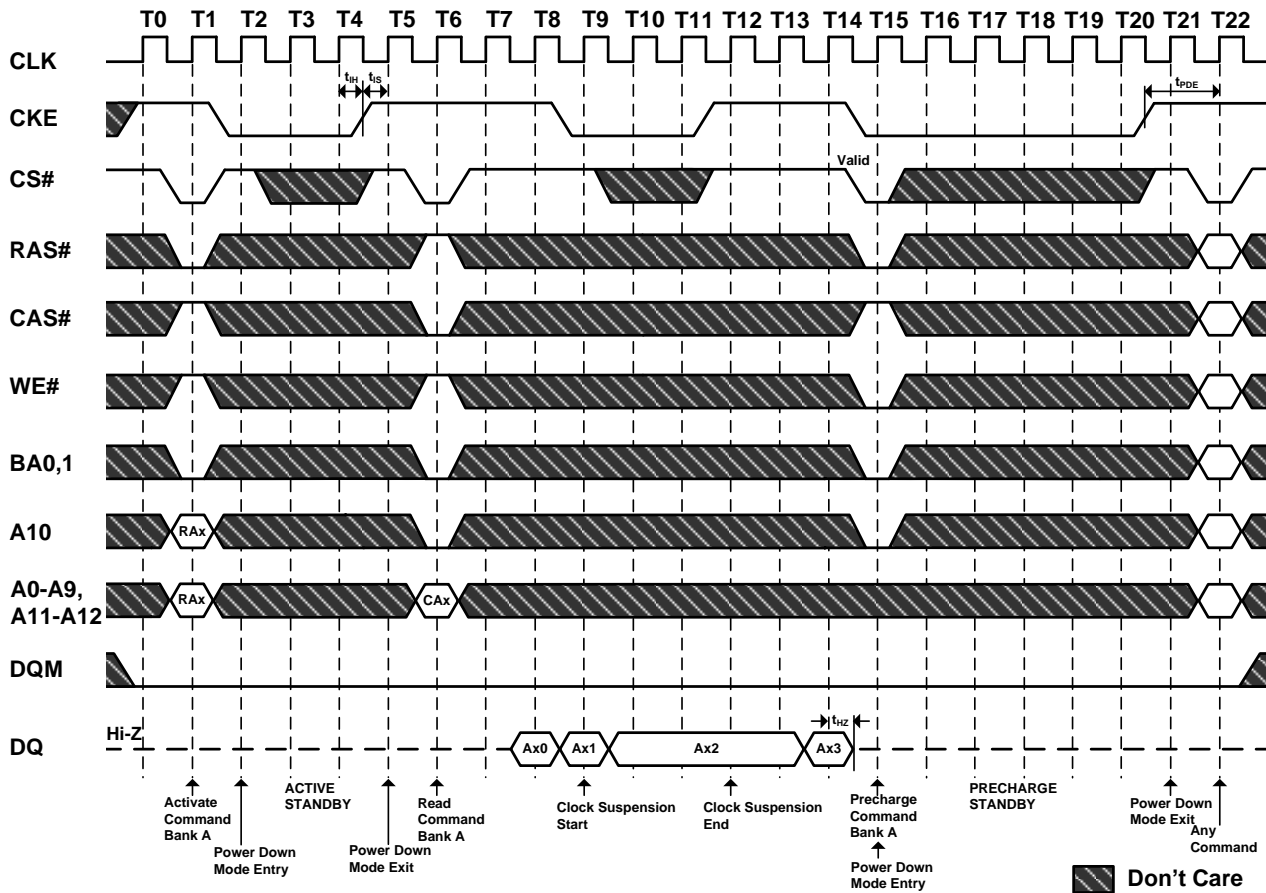 T0 T1 T2 T3 T4 T5 T6 T7 T8 T9 T10 T11 T12 T13 T14 T15 T16 T17 T18 T19 T20 T21 T22
CLK
tIH tIS
tPDE
CKE
Valid
CS#
RAS#
CAS#
WE#
BA0,1
A10
RAx
A0-A9,
A11-A12
RAx
CAx
DQM
Hi-Z
tHZ
DQ
Ax0
Ax1
Ax2
Ax3
Activate
Command
Bank A
Power Down
Mode Entry
ACTIVE
STANDBY
Power Down
Mode Exit
Read
Command
Bank A
Clock Suspension
Start
Clock Suspension
End
Precharge
Command
Bank A
Power Down
Mode Entry
PRECHARGE
STANDBY
Power Down
Mode Exit
Any
Command
Don't Care